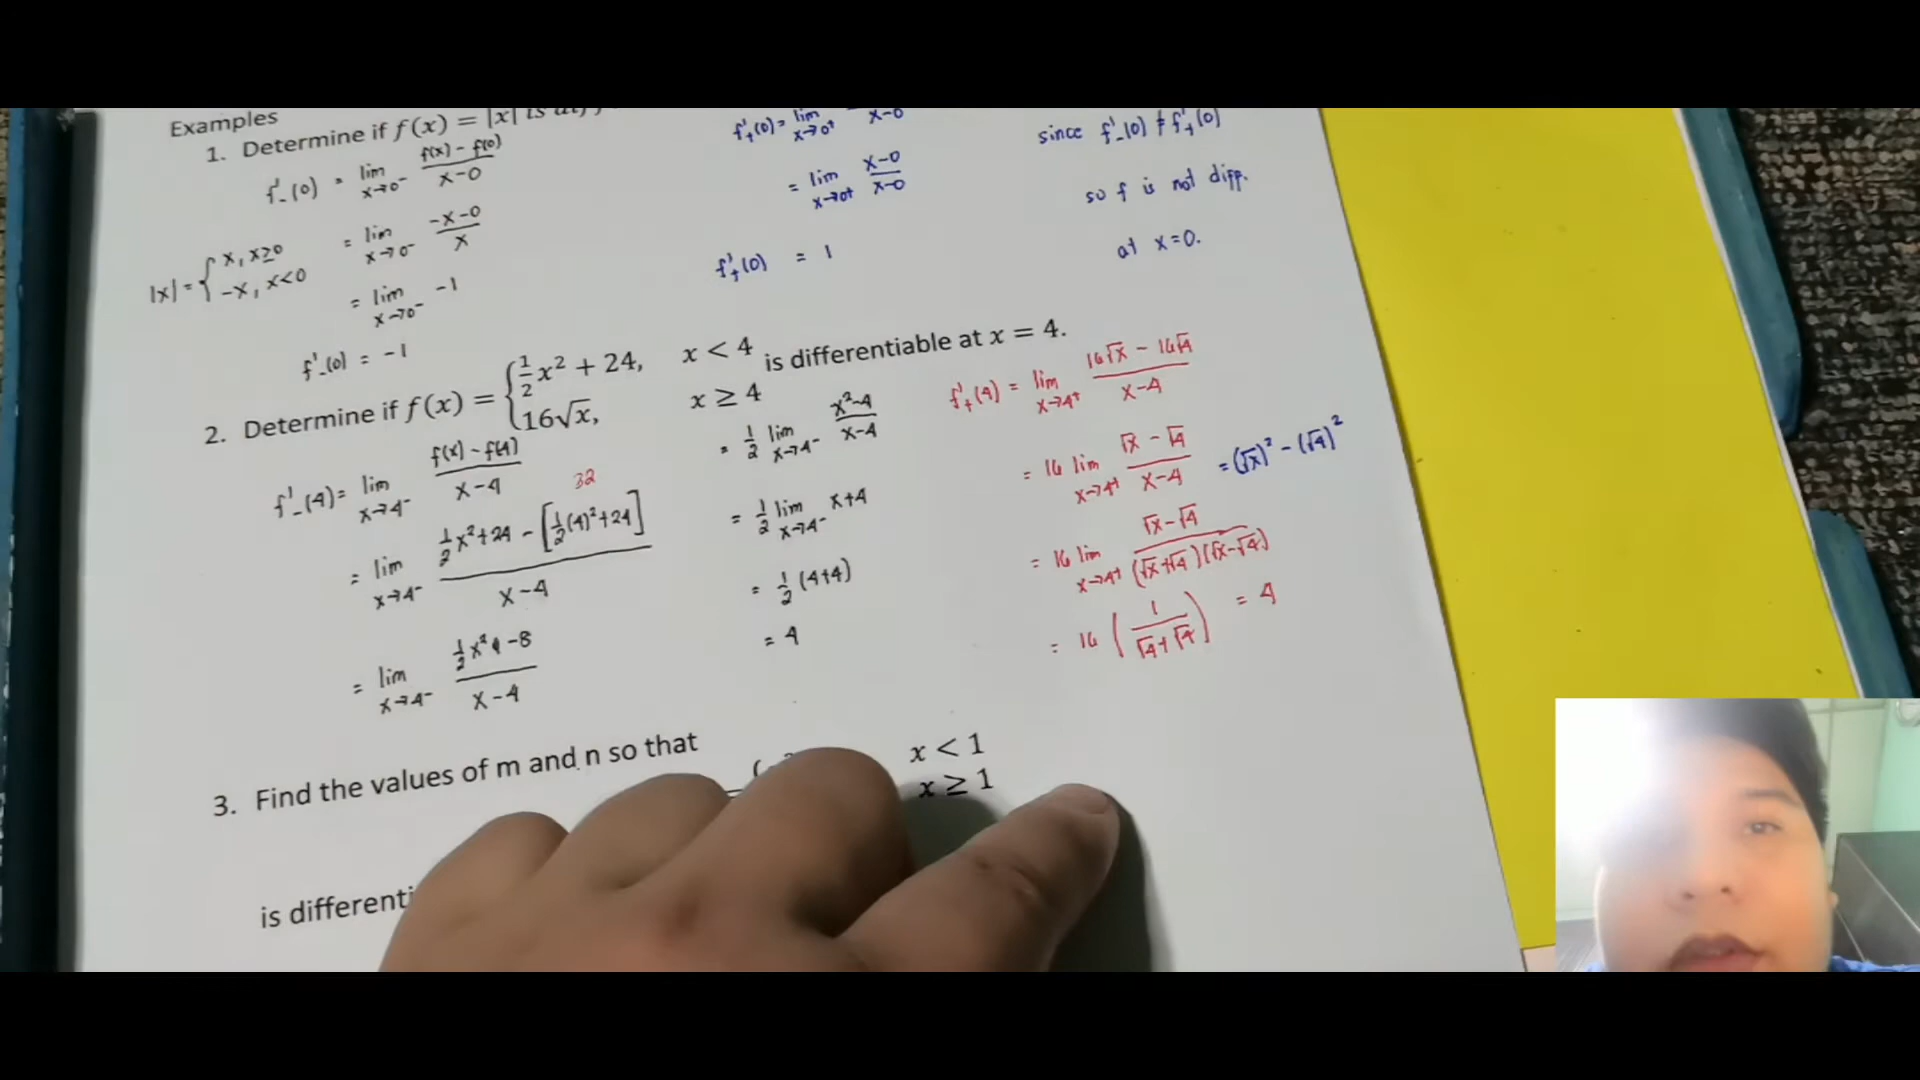 Examples
1. Determine if f(x) = |x| is
f'₋(0) = lim x→0⁻ (f(x) - f(0))/(x-0)
|x| = { x, x≥0
-x, x<0
= lim x→0⁻ (-x-0)/x
= lim x→0⁻ -1
f'₋(0) = -1
f'₊(0) = lim x→0⁺ x-0
= lim x→0⁺ (x-0)/(x-0)
f'₊(0) = 1
since f'₋(0) ≠ f'₊(0)
so f is not diff.
at x=0.
2. Determine if f(x) = { ½x² + 24, x < 4
16√x, x ≥ 4
is differentiable at x = 4.
f'₋(4) = lim x→4⁻ (f(x) - f(4))/(x-4)
32
= lim x→4⁻ (½x²+24 - [½(4)²+24])/(x-4)
= lim x→4⁻ (½x² -8)/(x-4)
= ½ lim x→4⁻ (x²-4)/(x-4)
= ½ lim x→4⁻ x+4
= ½ (4+4)
= 4
f'₊(4) = lim x→4⁺ (16√x - 16√4)/(x-4)
= 16 lim x→4⁺ (√x - √4)/(x-4) = (√x)² - (√4)²
= 16 lim x→4⁺ (√x-√4)/((√x+√4)(√x-√4))
= 16 (1/(√4+√4)) = 4
3. Find the values of m and n so that
x < 1
x ≥ 1
is differenti